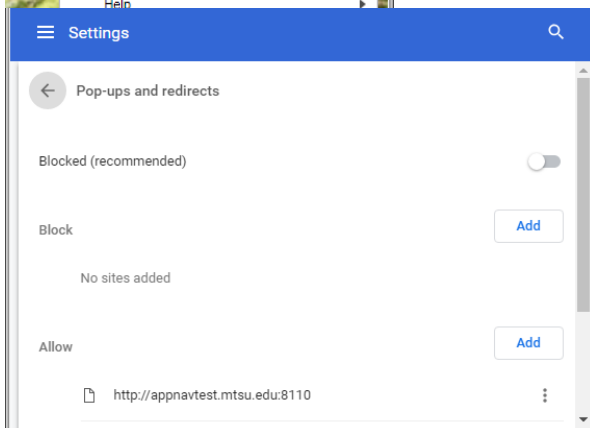 Help
Settings
Pop-ups and redirects
Blocked (recommended)
Block Add
No sites added
Allow Add
http://appnavtest.mtsu.edu:8110